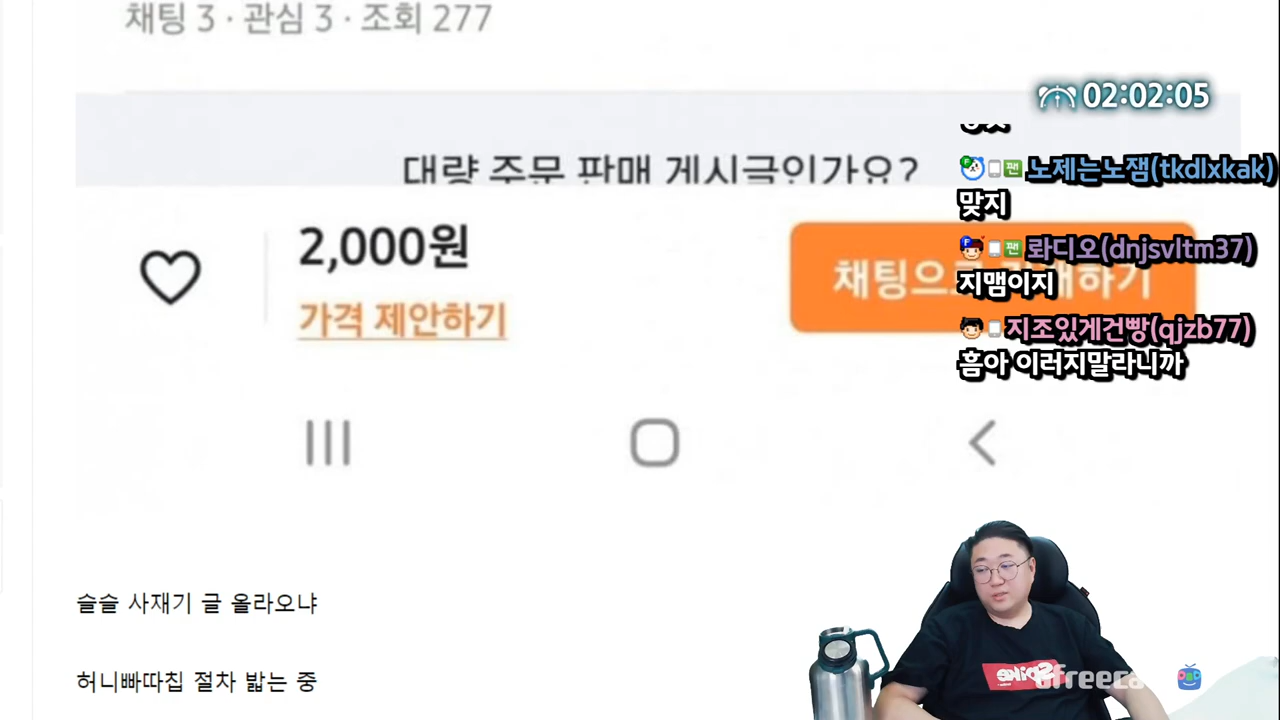 채팅 3 · 관심 3 · 조회 277
02:02:05
대량 주문 판매 게시글인가요?
노제는노잼(tkdlxkak)
맞지
2,000원
가격 제안하기
롸디오(dnjsvltm37)
지맴이지
지조있게건빵(qjzb77)
흠아 이러지말라니까
슬슬 사재기 글 올라오냐
허니빠따칩 절차 밟는 중